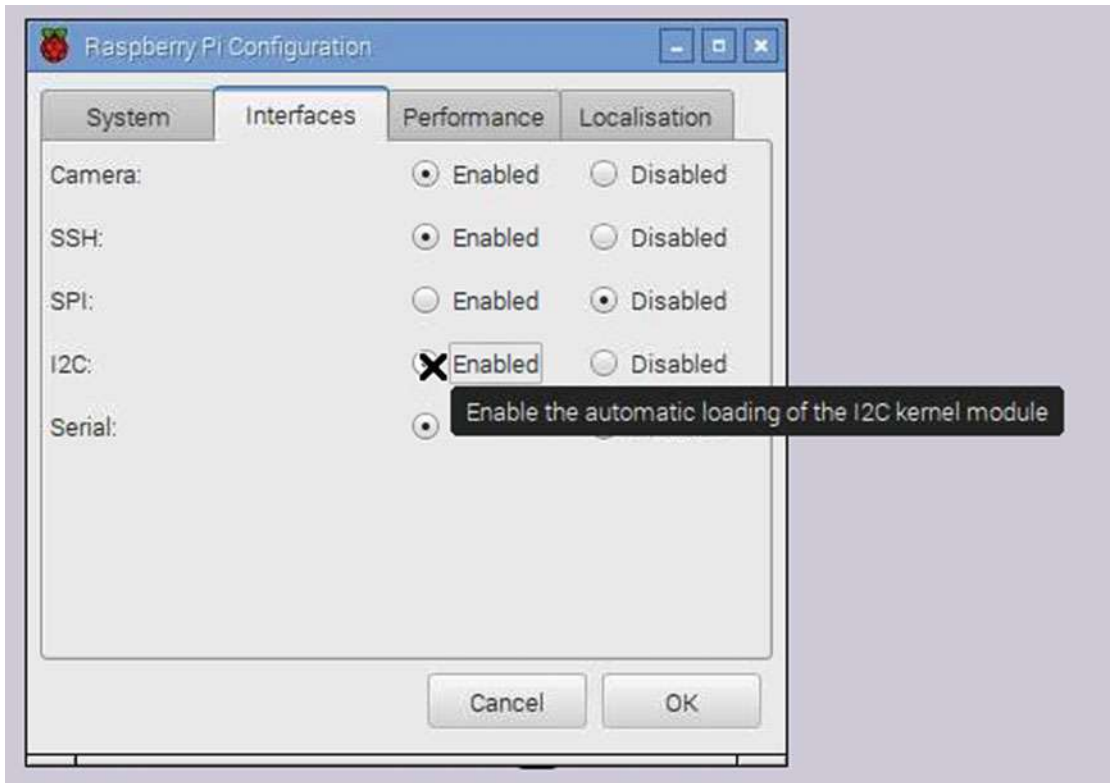 Raspberry Pi Configuration
System Interfaces Performance Localisation
Camera: Enabled Disabled
SSH: Enabled Disabled
SPI: Enabled Disabled
I2C: Enabled Disabled
Enable the automatic loading of the I2C kernel module
Serial:
Cancel OK